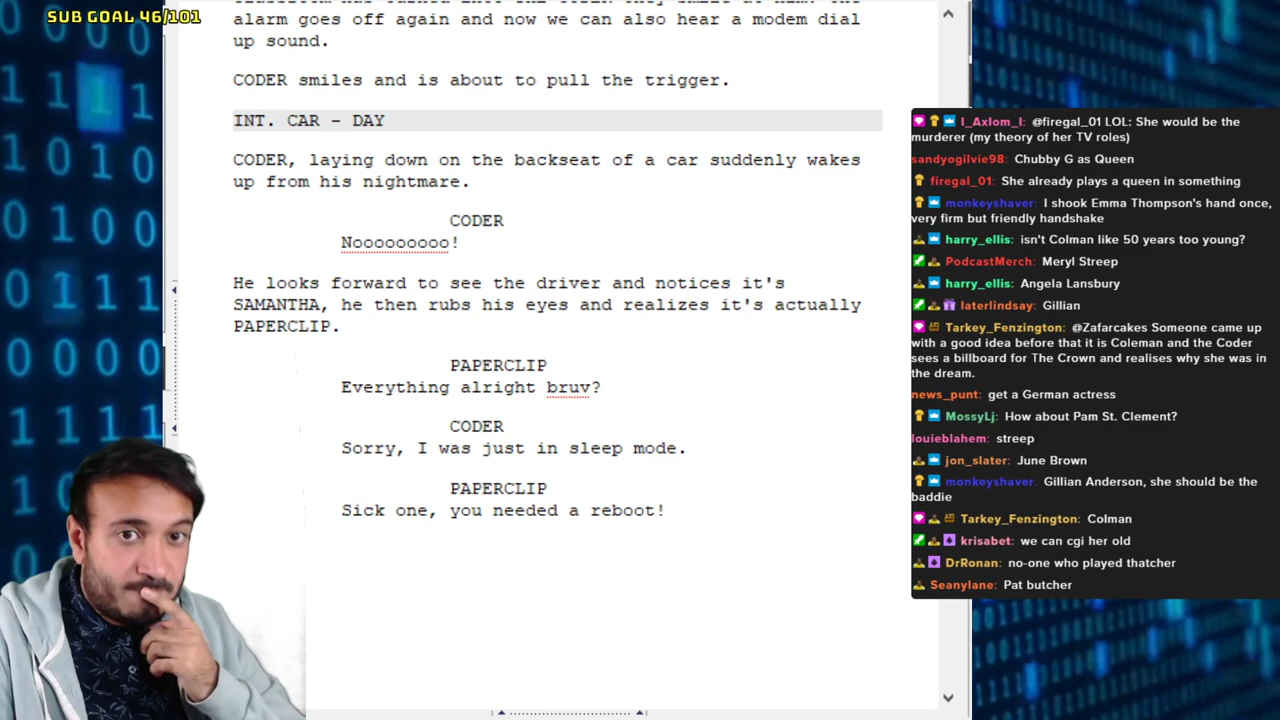 SUB GOAL 46/101
alarm goes off again and now we can also hear a modem dial
up sound.
CODER smiles and is about to pull the trigger.
INT. CAR – DAY
CODER, laying down on the backseat of a car suddenly wakes
up from his nightmare.
CODER
Nooooooooo!
He looks forward to see the driver and notices it's
SAMANTHA, he then rubs his eyes and realizes it's actually
PAPERCLIP.
PAPERCLIP
Everything alright bruv?
CODER
Sorry, I was just in sleep mode.
PAPERCLIP
Sick one, you needed a reboot!
I_Axlom_I: @firegal_01 LOL: She would be the
murderer (my theory of her TV roles)
sandyogilvie98: Chubby G as Queen
firegal_01: She already plays a queen in something
monkeyshaver: I shook Emma Thompson's hand once,
very firm but friendly handshake
harry_ellis: isn't Colman like 50 years too young?
PodcastMerch: Meryl Streep
harry_ellis: Angela Lansbury
laterlindsay: Gillian
Tarkey_Fenzington: @Zafarcakes Someone came up
with a good idea before that it is Coleman and the Coder
sees a billboard for The Crown and realises why she was in
the dream.
news_punt: get a German actress
MossyLj: How about Pam St. Clement?
louieblahem: streep
jon_slater: June Brown
monkeyshaver: Gillian Anderson, she should be the
baddie
Tarkey_Fenzington: Colman
krisabet: we can cgi her old
DrRonan: no-one who played thatcher
Seanylane: Pat butcher